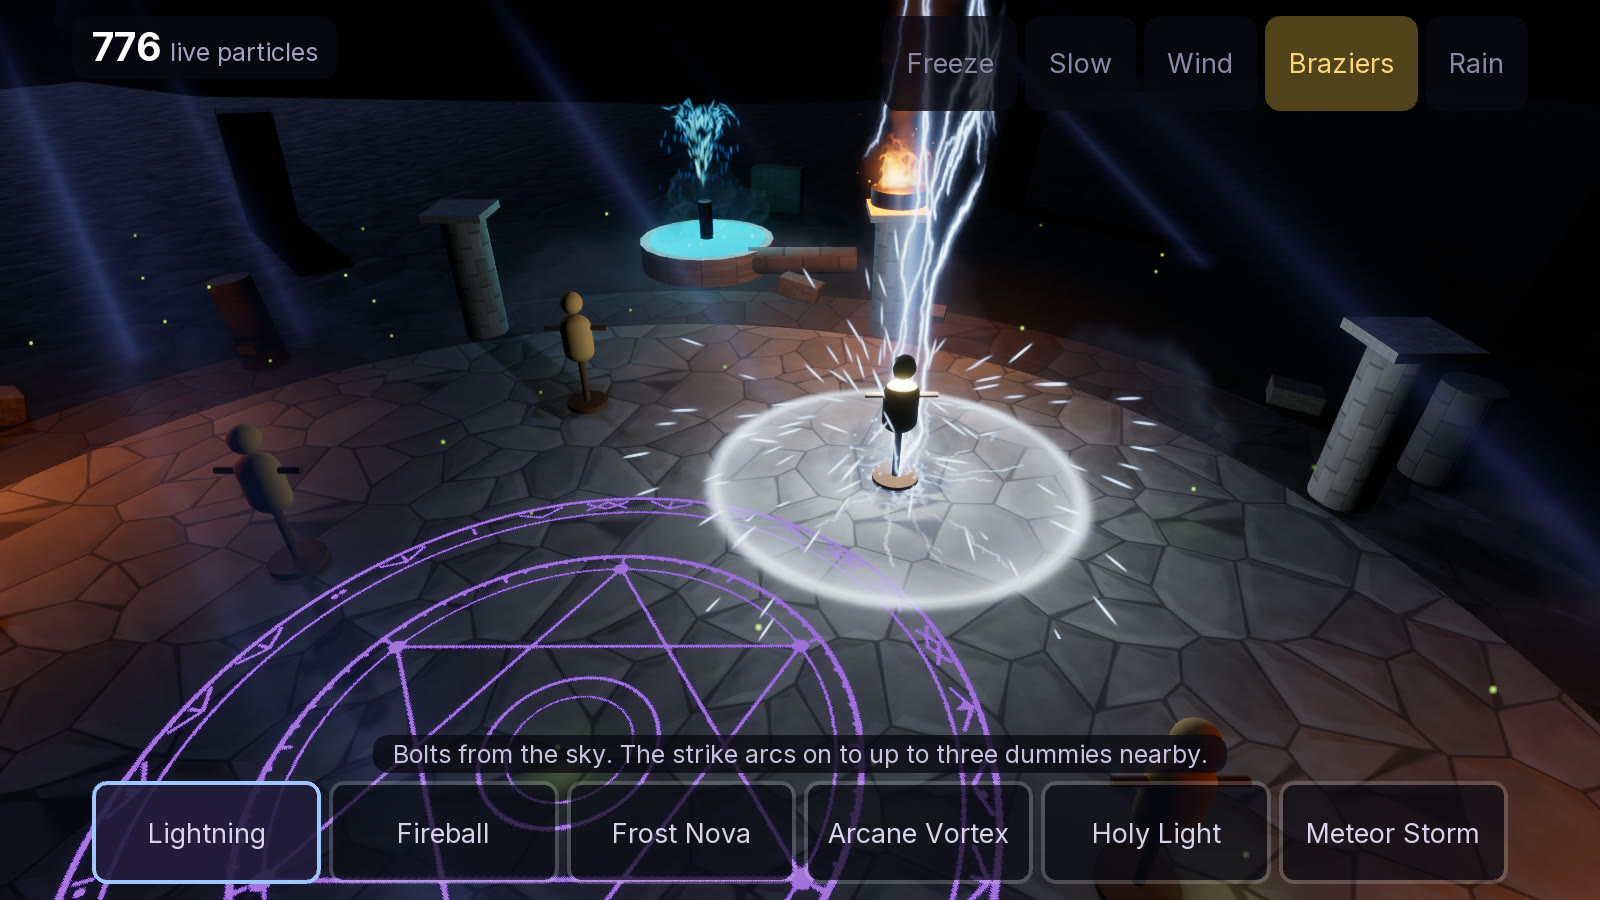 776 live particles
Freeze
Slow
Wind
Braziers
Rain
Bolts from the sky. The strike arcs on to up to three dummies nearby.
Lightning
Fireball
Frost Nova
Arcane Vortex
Holy Light
Meteor Storm